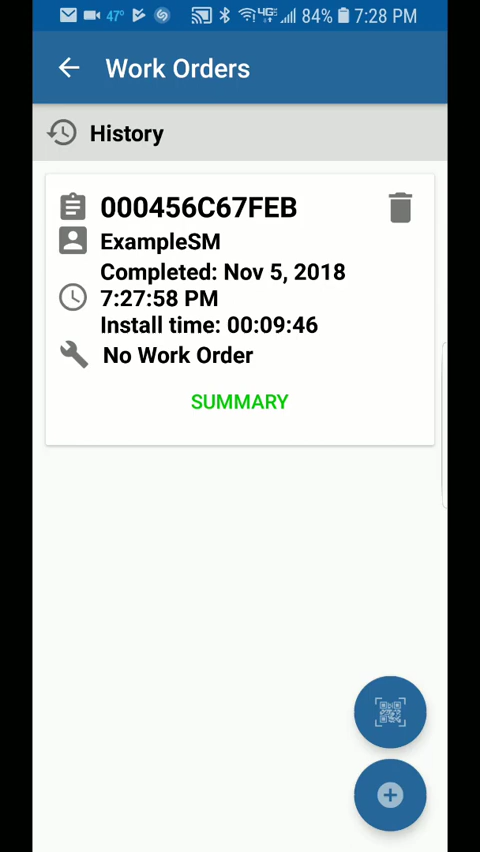 47° 4G 84% 7:28 PM
Work Orders
History
000456C67FEB
ExampleSM
Completed: Nov 5, 2018
7:27:58 PM
Install time: 00:09:46
No Work Order
SUMMARY